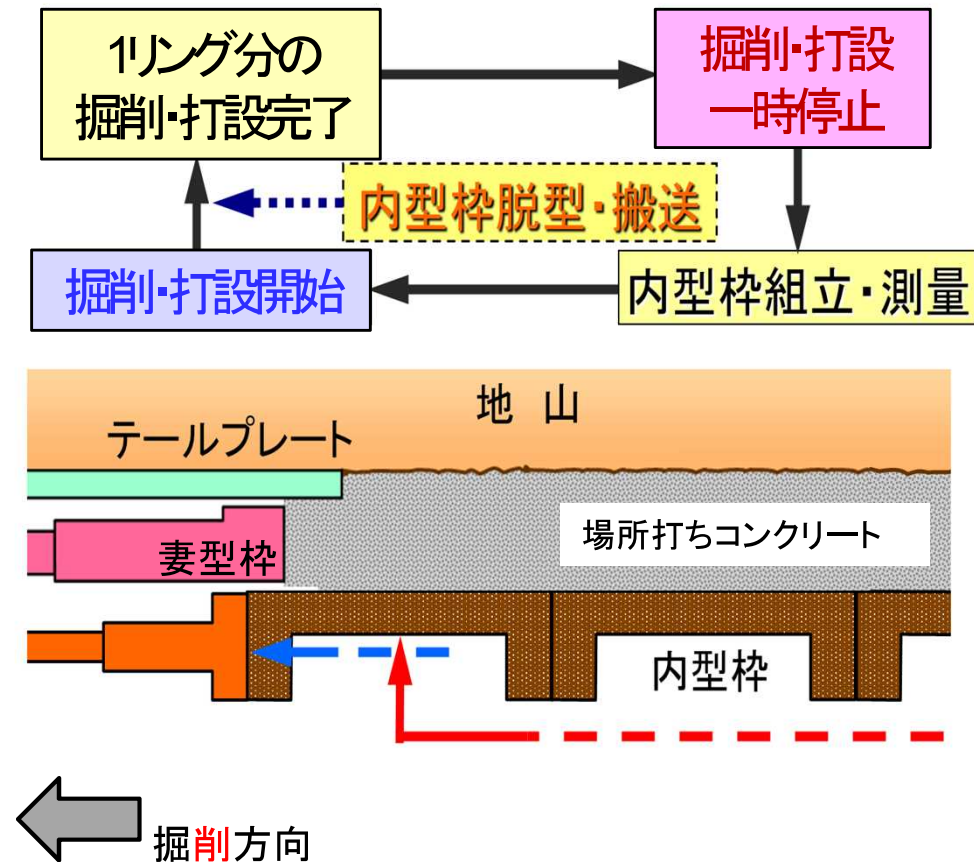 1リング分の
掘削・打設完了
掘削・打設
一時停止
内型枠脱型・搬送
掘削・打設開始
内型枠組立・測量
地 山
テールプレート
場所打ちコンクリート
妻型枠
内型枠
掘削方向